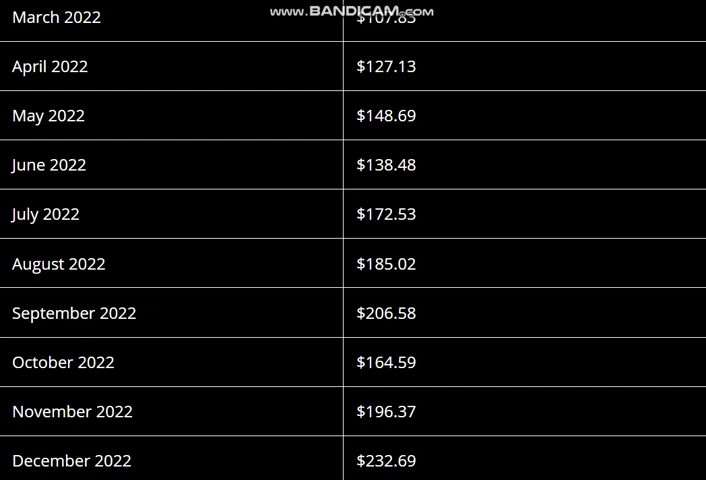 www.BANDICAM.com
March 2022 $107.83
April 2022 $127.13
May 2022 $148.69
June 2022 $138.48
July 2022 $172.53
August 2022 $185.02
September 2022 $206.58
October 2022 $164.59
November 2022 $196.37
December 2022 $232.69